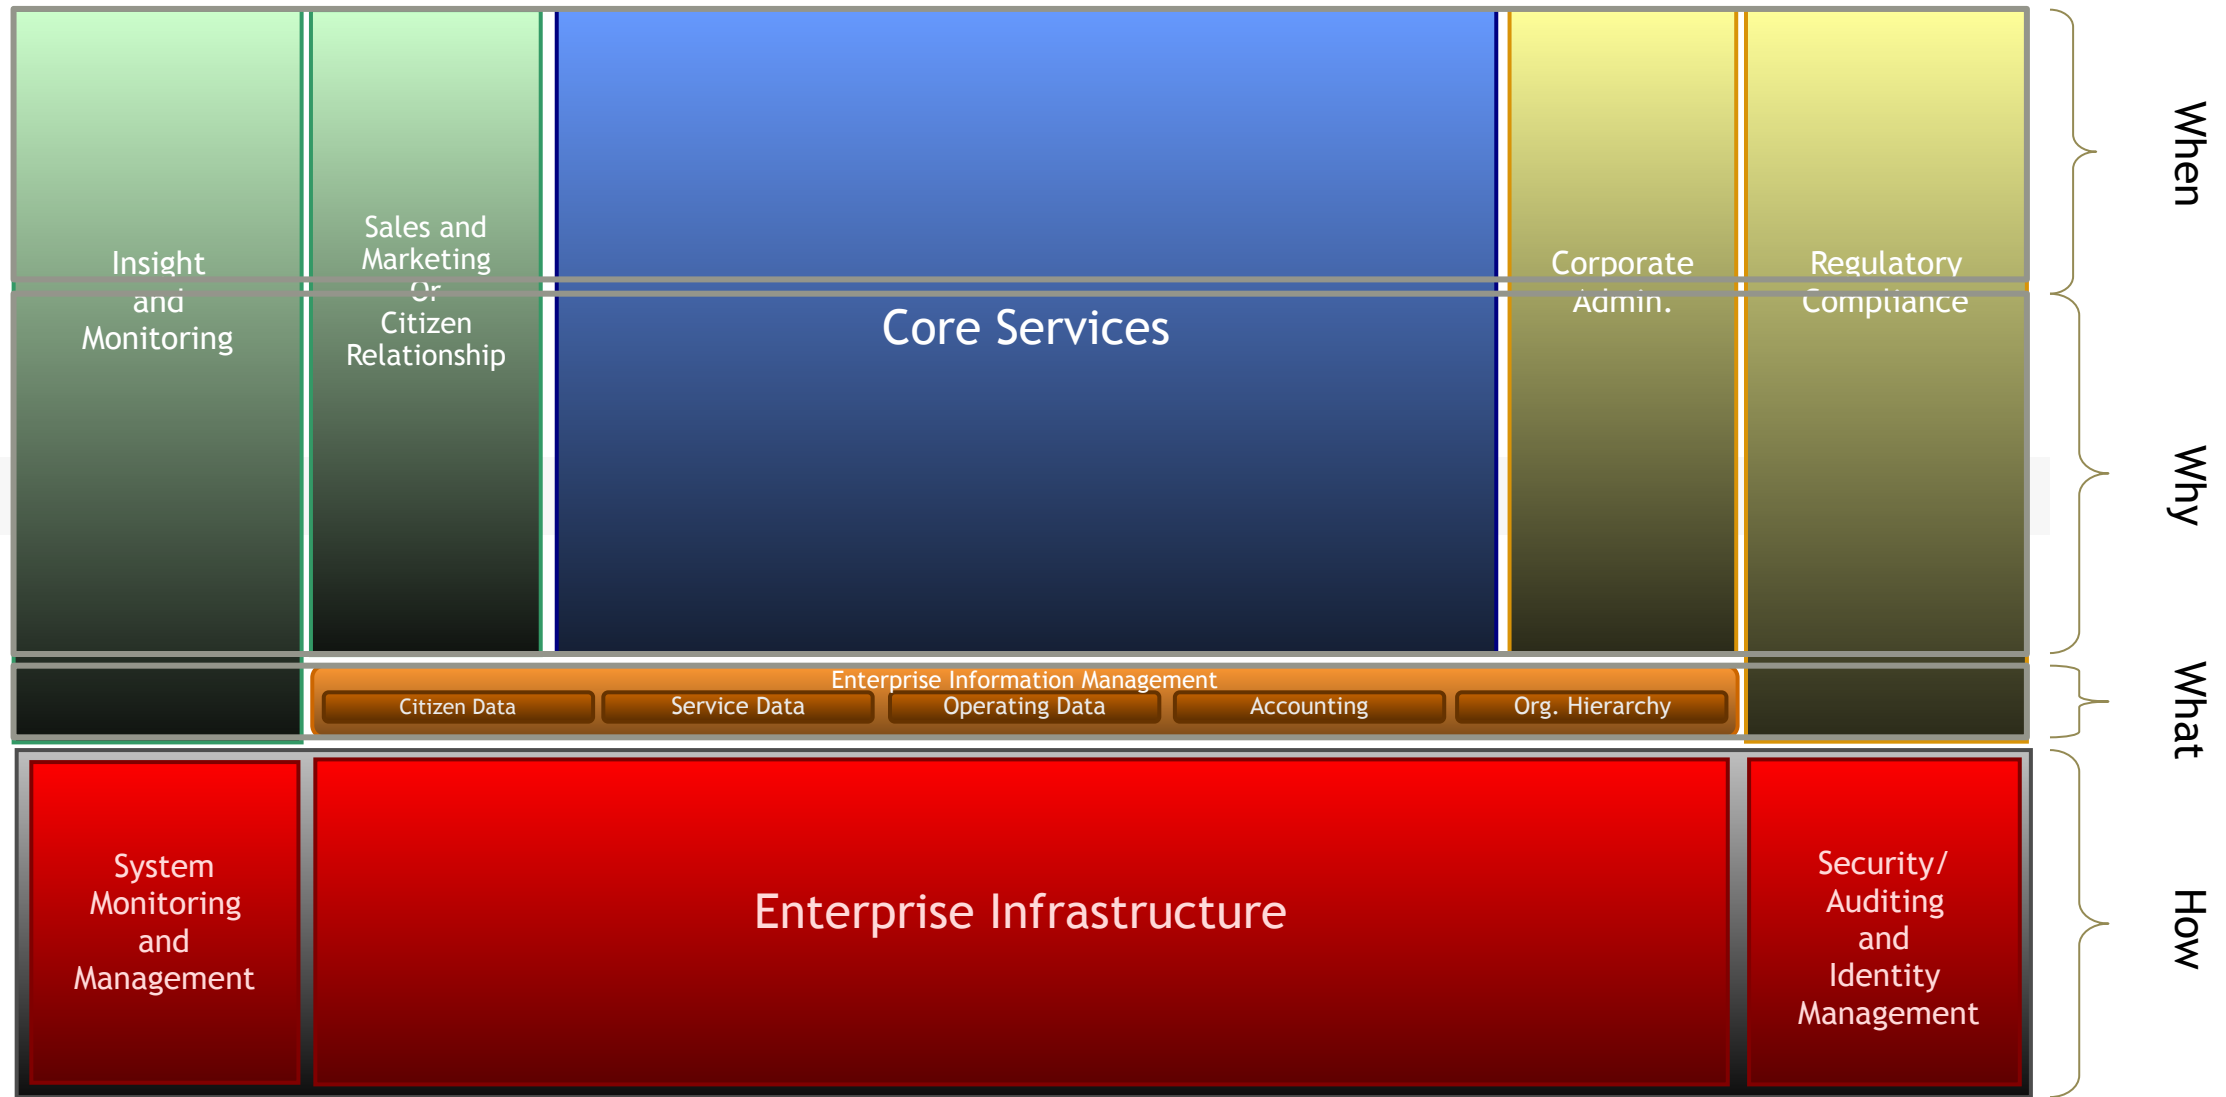 Insight
and
Monitoring
Sales and
Marketing
Or
Citizen
Relationship
Core Services
Corporate
Admin.
Regulatory
Compliance
When
Why
Enterprise Information Management
Citizen Data
Service Data
Operating Data
Accounting
Org. Hierarchy
What
System
Monitoring
and
Management
Enterprise Infrastructure
Security/
Auditing
and
Identity
Management
How